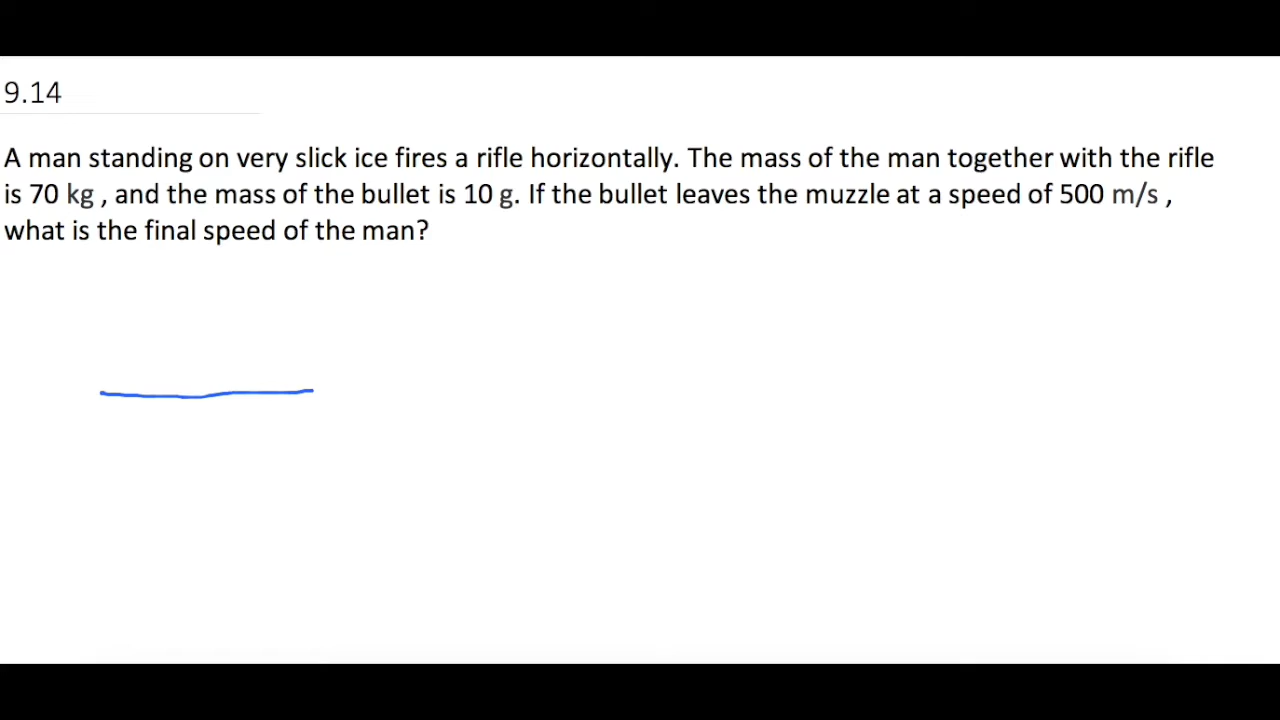 9.14
A man standing on very slick ice fires a rifle horizontally. The mass of the man together with the rifle
is 70 kg , and the mass of the bullet is 10 g. If the bullet leaves the muzzle at a speed of 500 m/s ,
what is the final speed of the man?